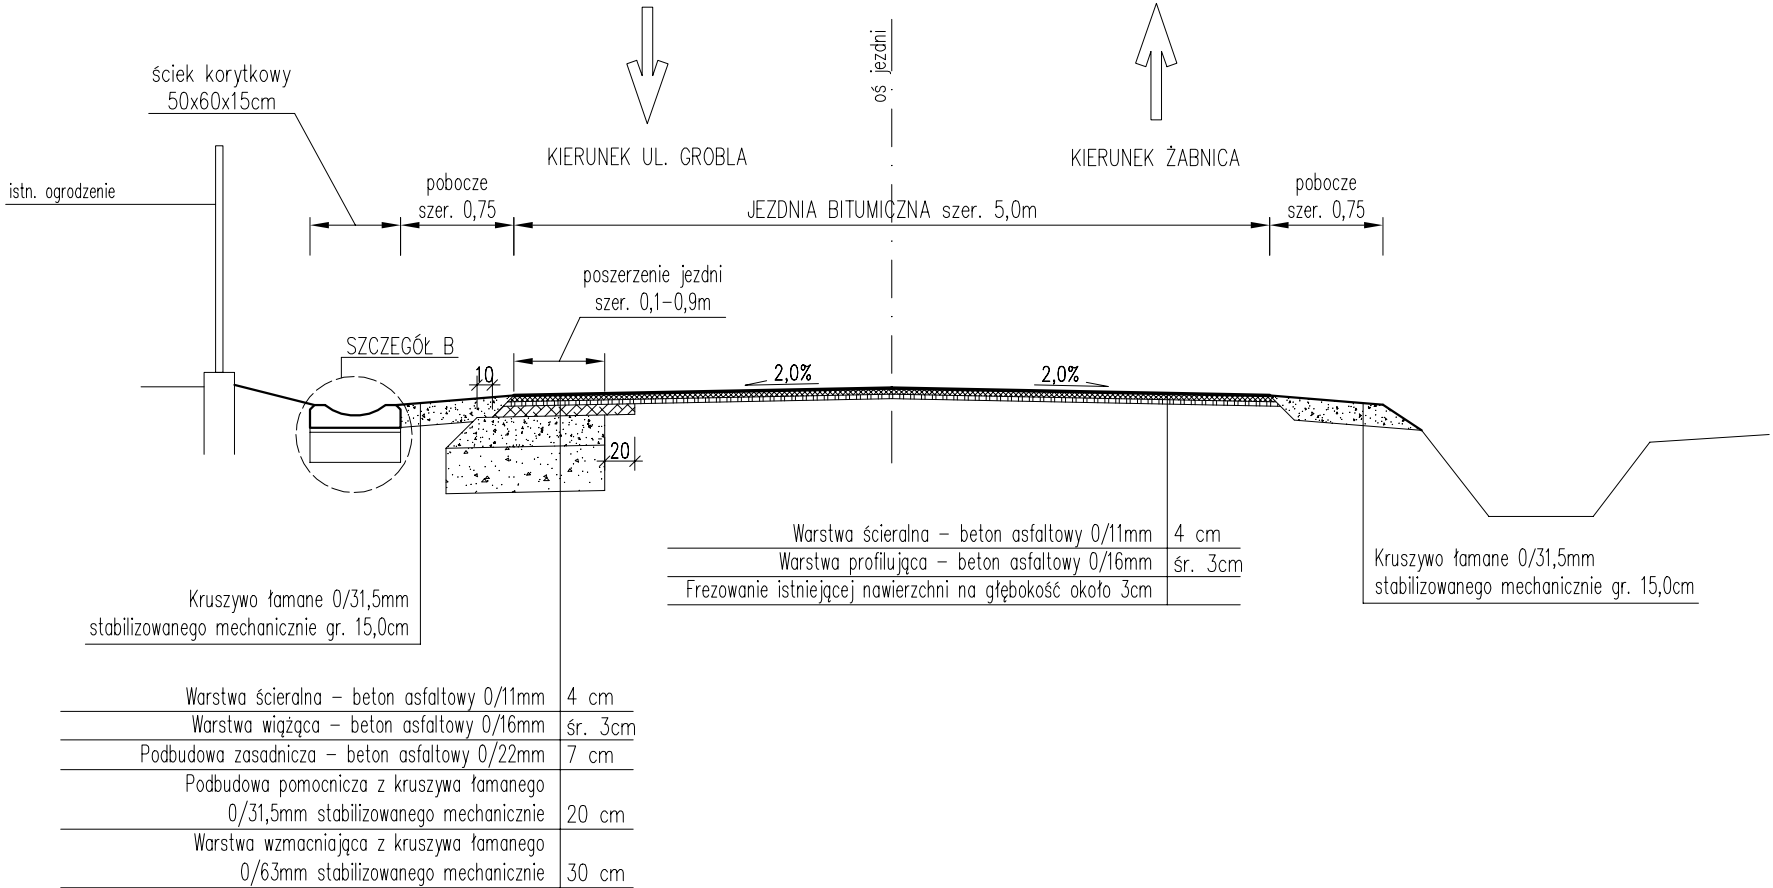 ściek korytkowy
50x60x15cm
oś jezdni
KIERUNEK UL. GROBLA
KIERUNEK ŻABNICA
istn. ogrodzenie
pobocze
szer. 0,75
JEZDNIA BITUMICZNA szer. 5,0m
pobocze
szer. 0,75
poszerzenie jezdni
szer. 0,1-0,9m
SZCZEGÓŁ B
10
2,0%
2,0%
20
Warstwa ścieralna - beton asfaltowy 0/11mm 4 cm
Warstwa profilująca - beton asfaltowy 0/16mm śr. 3cm
Frezowanie istniejącej nawierzchni na głębokość około 3cm
Kruszywo łamane 0/31,5mm
stabilizowanego mechanicznie gr. 15,0cm
Kruszywo łamane 0/31,5mm
stabilizowanego mechanicznie gr. 15,0cm
Warstwa ścieralna - beton asfaltowy 0/11mm 4 cm
Warstwa wiążąca - beton asfaltowy 0/16mm śr. 3cm
Podbudowa zasadnicza - beton asfaltowy 0/22mm 7 cm
Podbudowa pomocnicza z kruszywa łamanego
0/31,5mm stabilizowanego mechanicznie 20 cm
Warstwa wzmacniająca z kruszywa łamanego
0/63mm stabilizowanego mechanicznie 30 cm